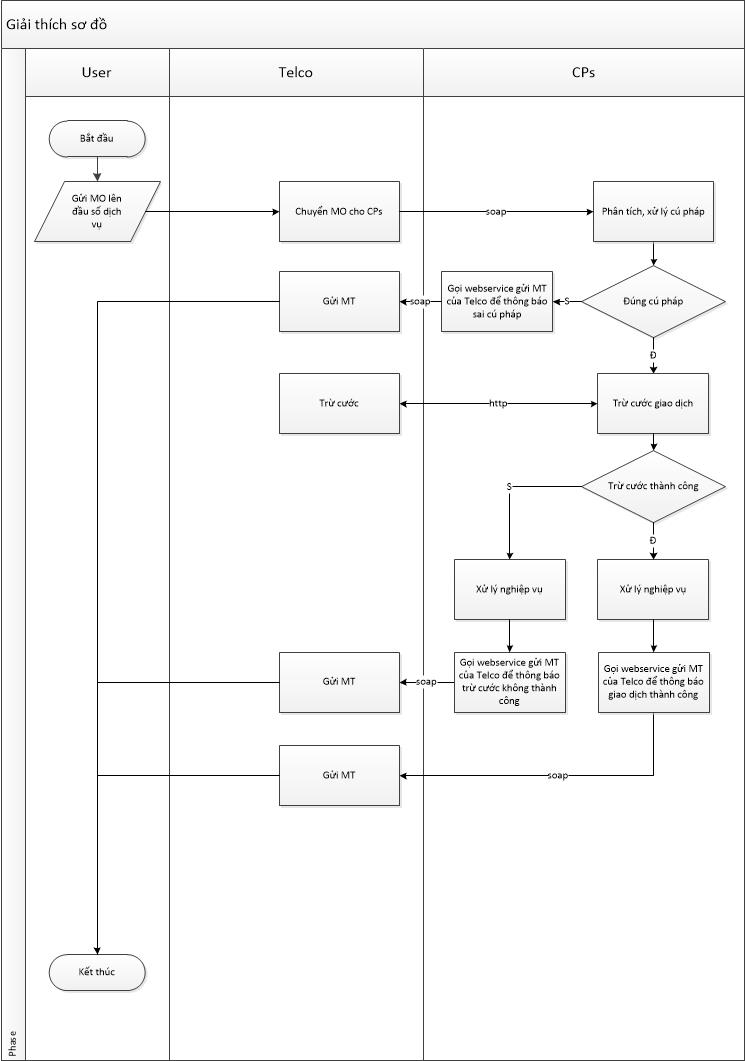 Giải thích sơ đồ
User
Telco
CPs
Bắt đầu
Gửi MO lên
đầu số dịch
vụ
Chuyển MO cho CPs
soap
Phân tích, xử lý cú pháp
Gửi MT
soap
Gọi webservice gửi MT
của Telco để thông báo
sai cú pháp
S
Đúng cú pháp
Đ
Trừ cước
http
Trừ cước giao dịch
S
Trừ cước thành công
Đ
Xử lý nghiệp vụ
Xử lý nghiệp vụ
Gửi MT
soap
Gọi webservice gửi MT
của Telco để thông báo
trừ cước không thành
công
Gọi webservice gửi MT
của Telco để thông báo
giao dịch thành công
Gửi MT
soap
Kết thúc
Phase